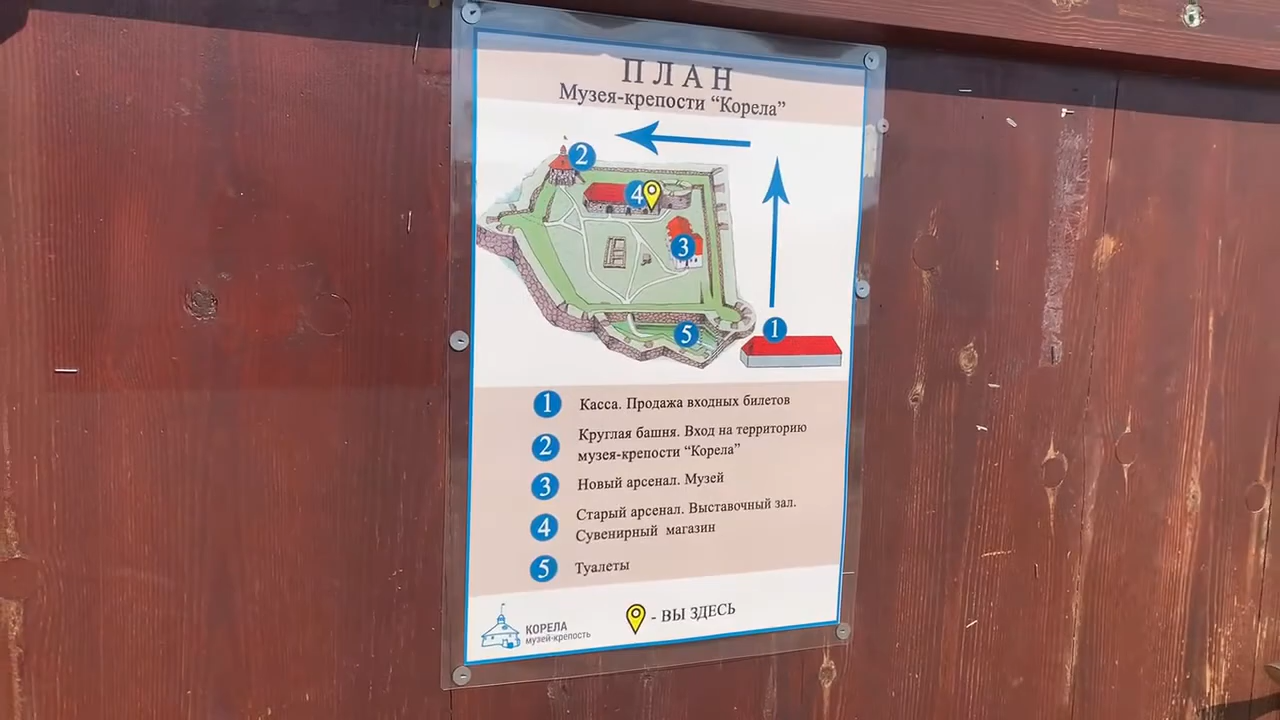 ПЛАН
Музея-крепости “Корела”
2
4
3
5
1
1 Касса. Продажа входных билетов
2 Круглая башня. Вход на территорию
музея-крепости “Корела”
3 Новый арсенал. Музей
4 Старый арсенал. Выставочный зал.
Сувенирный магазин
5 Туалеты
КОРЕЛА
музей-крепость
- ВЫ ЗДЕСЬ